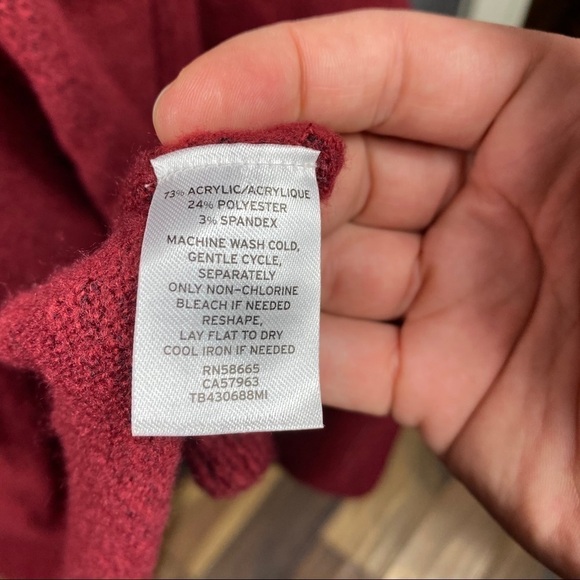 73% ACRYLIC/ACRYLIQUE
24% POLYESTER
3% SPANDEX
MACHINE WASH COLD,
GENTLE CYCLE,
SEPARATELY
ONLY NON-CHLORINE
BLEACH IF NEEDED
RESHAPE,
LAY FLAT TO DRY
COOL IRON IF NEEDED
RN58665
CA57963
TB430688MI